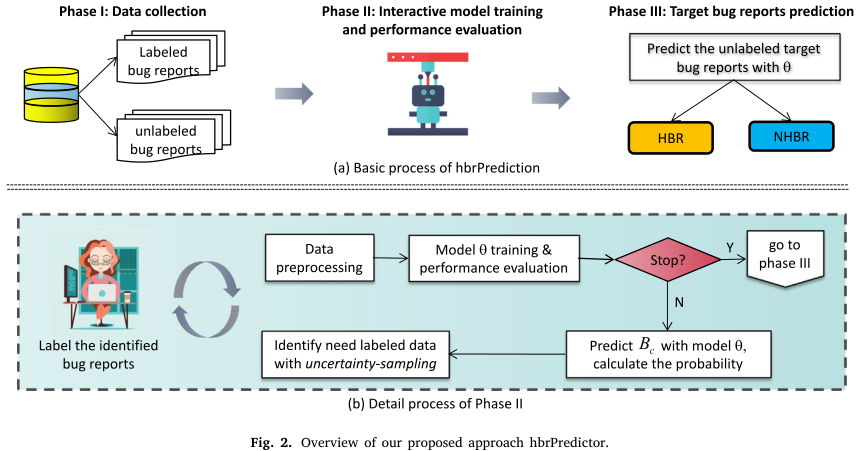 Phase I: Data collection
Labeled
bug reports
unlabeled
bug reports
Phase II: Interactive model training
and performance evaluation
Phase III: Target bug reports prediction
Predict the unlabeled target
bug reports with θ
HBR
NHBR
(a) Basic process of hbrPrediction
Label the identified
bug reports
Data
preprocessing
Model θ training &
performance evaluation
Stop?
Y
go to
phase III
N
Predict B_c with model θ,
calculate the probability
Identify need labeled data
with uncertainty-sampling
(b) Detail process of Phase II
Fig. 2. Overview of our proposed approach hbrPredictor.